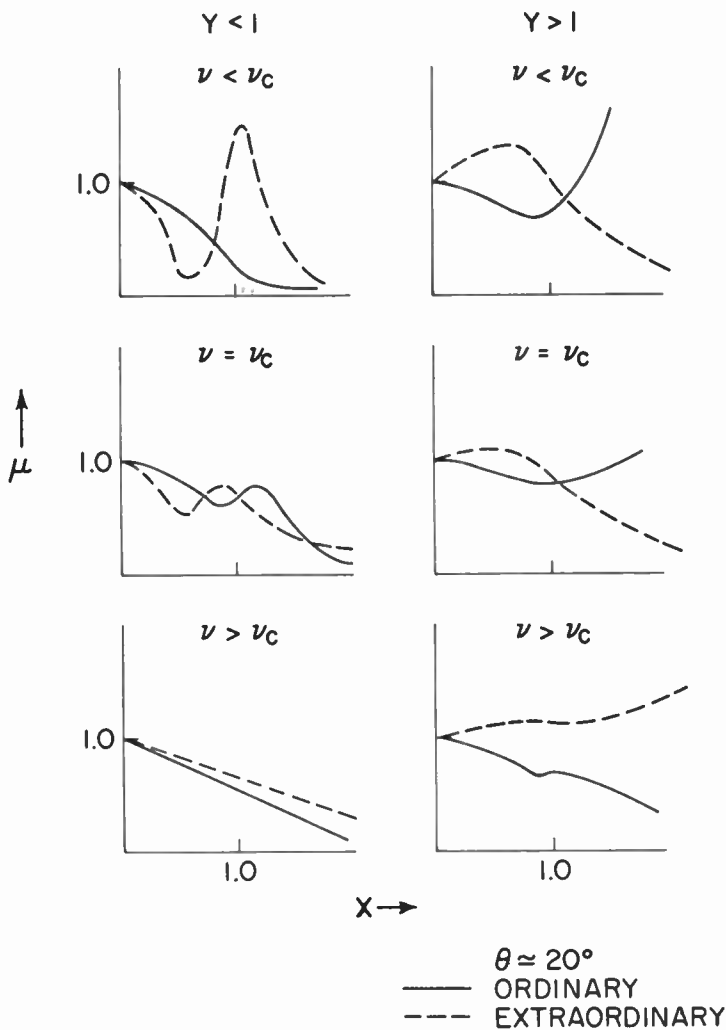 Y < 1
Y > 1
ν < νc
ν < νc
1.0
ν = νc
ν = νc
μ
1.0
ν > νc
ν > νc
1.0
1.0
1.0
X →
θ ≃ 20°
ORDINARY
EXTRAORDINARY